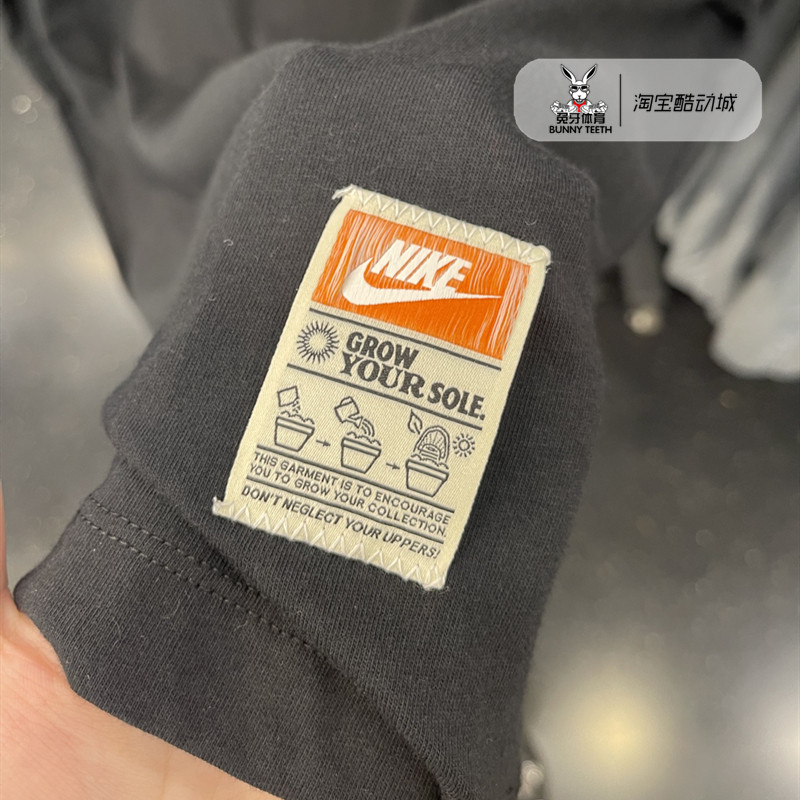 兔牙体育
BUNNY TEETH
淘宝酷动城
NIKE
GROW
YOUR SOLE.
THIS GARMENT IS TO ENCOURAGE
YOU TO GROW YOUR COLLECTION.
DON'T NEGLECT YOUR UPPERS!